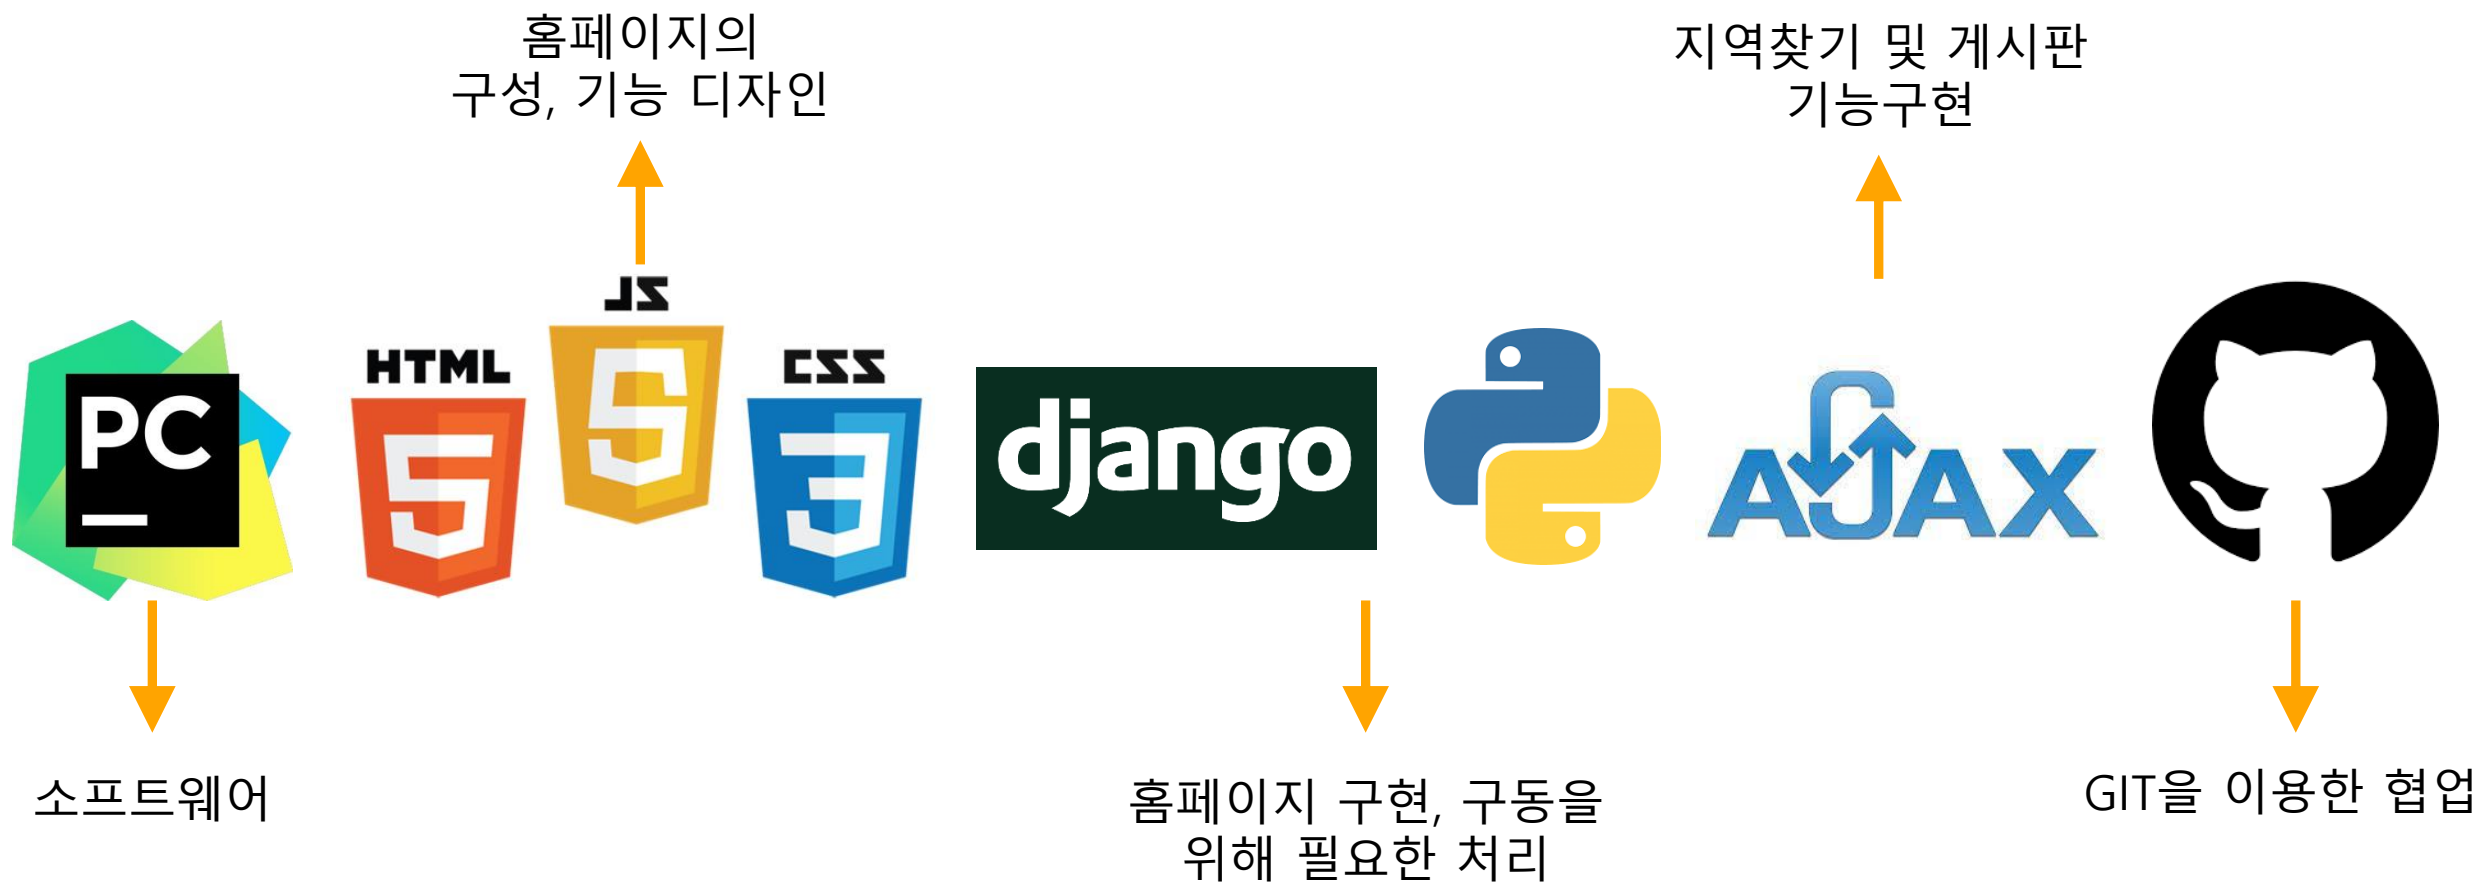 홈페이지의
구성, 기능 디자인
지역찾기 및 게시판
기능구현
JS
HTML
CSS
PC
5
5
3
django
AJAX
소프트웨어
홈페이지 구현, 구동을
위해 필요한 처리
GIT을 이용한 협업